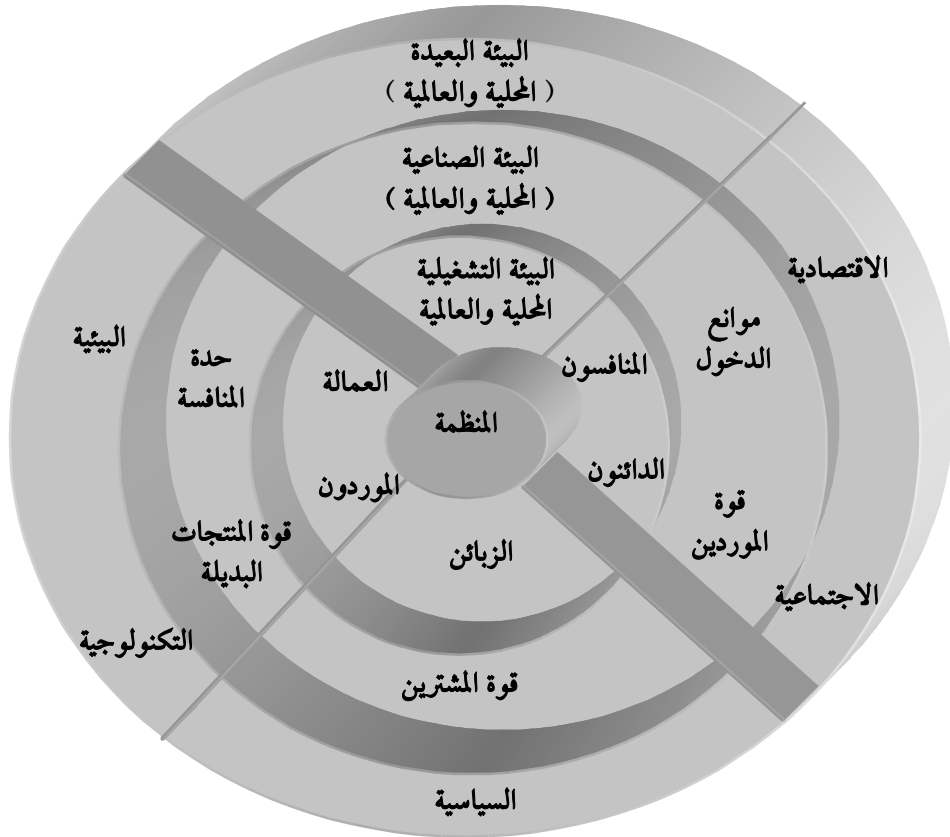 البيئة البعيدة
( المحلية والعالمية )
البيئة الصناعية
( المحلية والعالمية )
البيئة التشغيلية
المحلية والعالمية
الاقتصادية
موانع
الدخول
المنافسون
البيئية
حدة
المنافسة
العمالة
المنظمة
الدائنون
الموردون
قوة
الموردين
قوة المنتجات
البديلة
الزبائن
الاجتماعية
التكنولوجية
قوة المشترين
السياسية